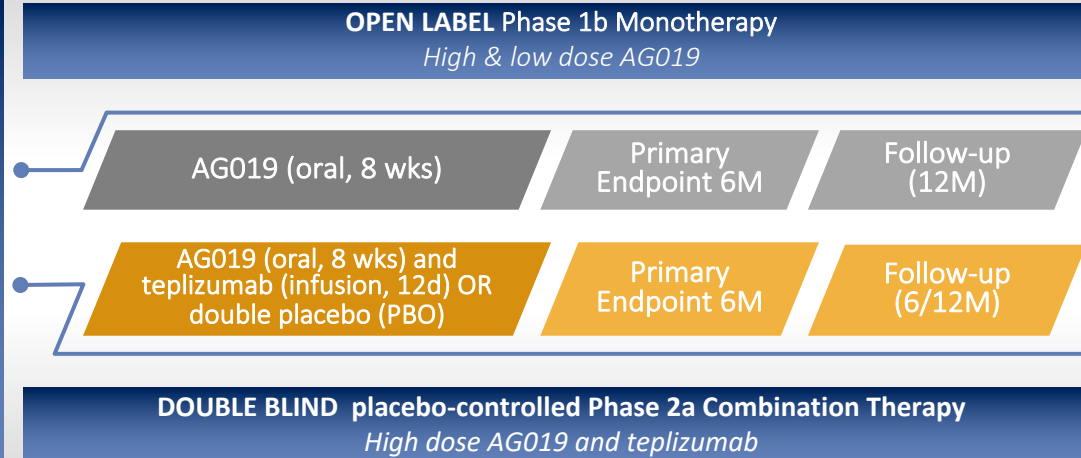 OPEN LABEL Phase 1b Monotherapy
High & low dose AG019
AG019 (oral, 8 wks)
Primary
Endpoint 6M
Follow-up
(12M)
AG019 (oral, 8 wks) and
teplizumab (infusion, 12d) OR
double placebo (PBO)
Primary
Endpoint 6M
Follow-up
(6/12M)
DOUBLE BLIND placebo-controlled Phase 2a Combination Therapy
High dose AG019 and teplizumab